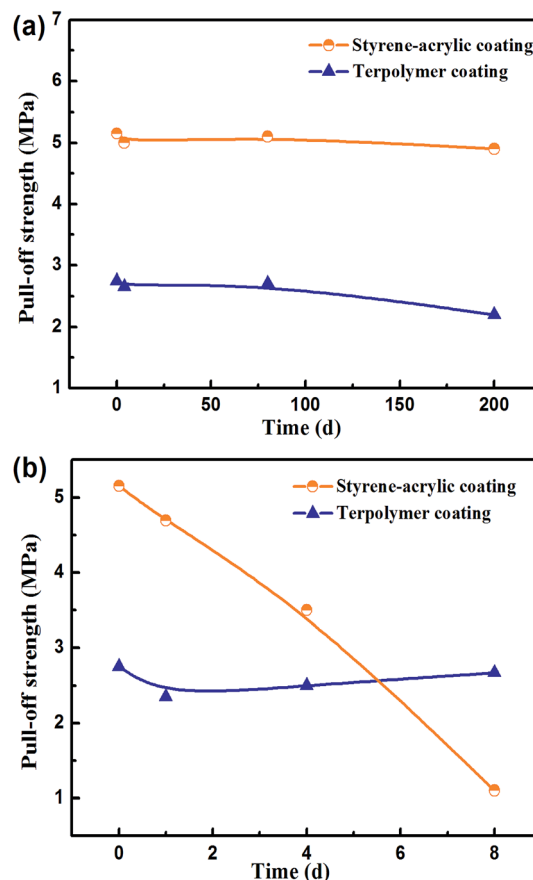 (a)
7
6
5
4
3
2
1
Pull-off strength (MPa)
Styrene-acrylic coating
Terpolymer coating
0 50 100 150 200
Time (d)
(b)
5
4
3
2
1
Pull-off strength (MPa)
Styrene-acrylic coating
Terpolymer coating
0 2 4 6 8
Time (d)